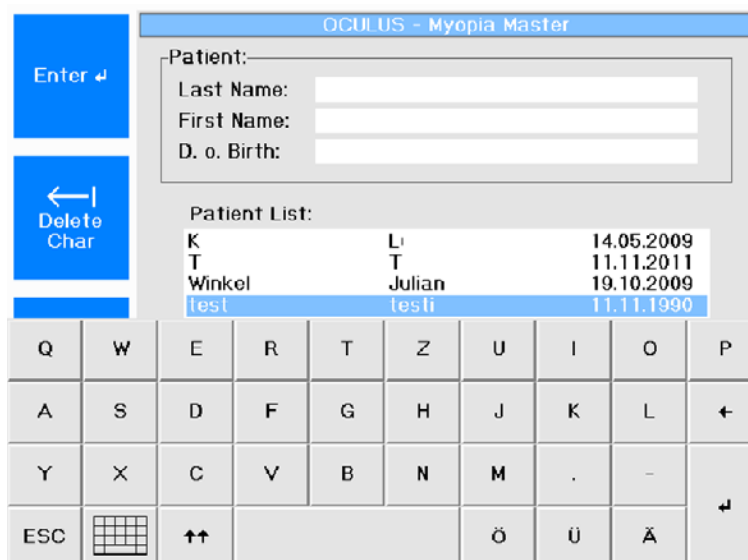 OCULUS - Myopia Master
Enter ↲
Patient:
Last Name:
First Name:
D. o. Birth:
Delete
Char
Patient List:
K 14.05.2009
T T 11.11.2011
Winkel Julian 19.10.2009
test testi 11.11.1990
Q W E R T Z U I O P
A S D F G H J K L ←
Y X C V B N M . - ↲
ESC Ö Ü Ä